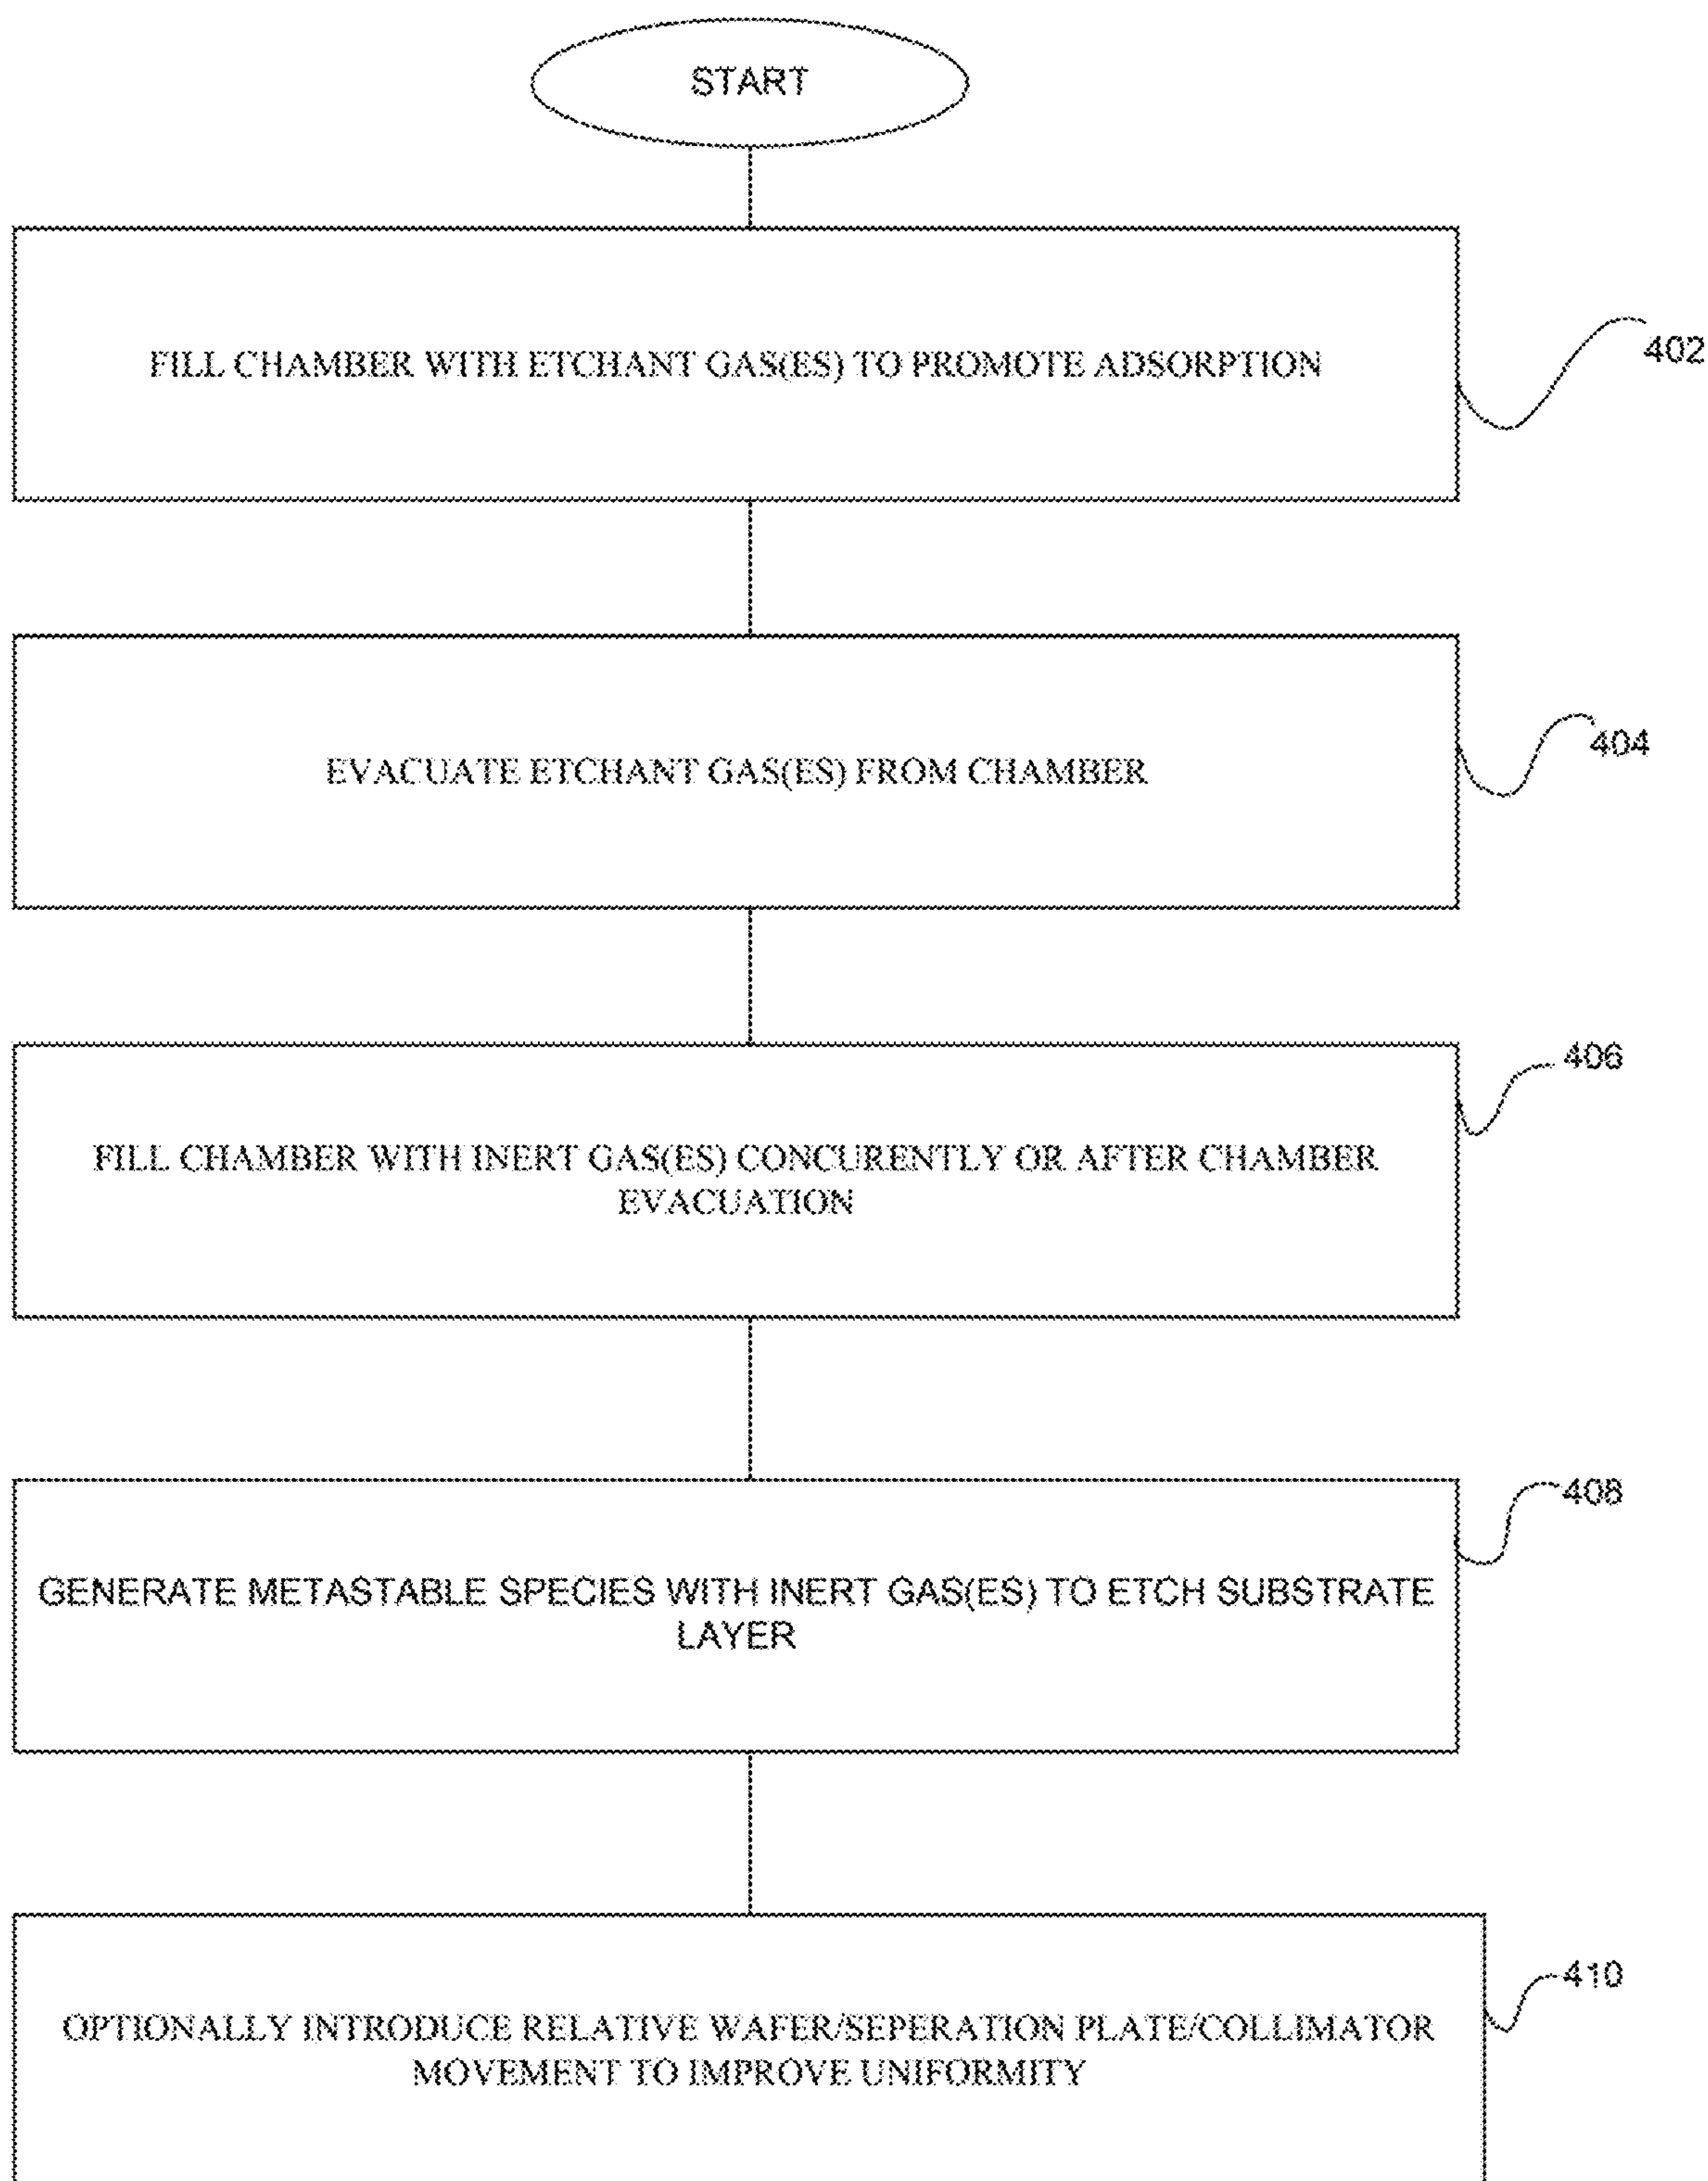 START
FILL CHAMBER WITH ETCHANT GAS(ES) TO PROMOTE ADSORPTION
402
EVACUATE ETCHANT GAS(ES) FROM CHAMBER
404
FILL CHAMBER WITH INERT GAS(ES) CONCURENTLY OR AFTER CHAMBER
EVACUATION
406
GENERATE METASTABLE SPECIES WITH INERT GAS(ES) TO ETCH SUBSTRATE
LAYER
408
OPTIONALLY INTRODUCE RELATIVE WAFER/SEPERATION PLATE/COLLIMATOR
MOVEMENT TO IMPROVE UNIFORMITY
410